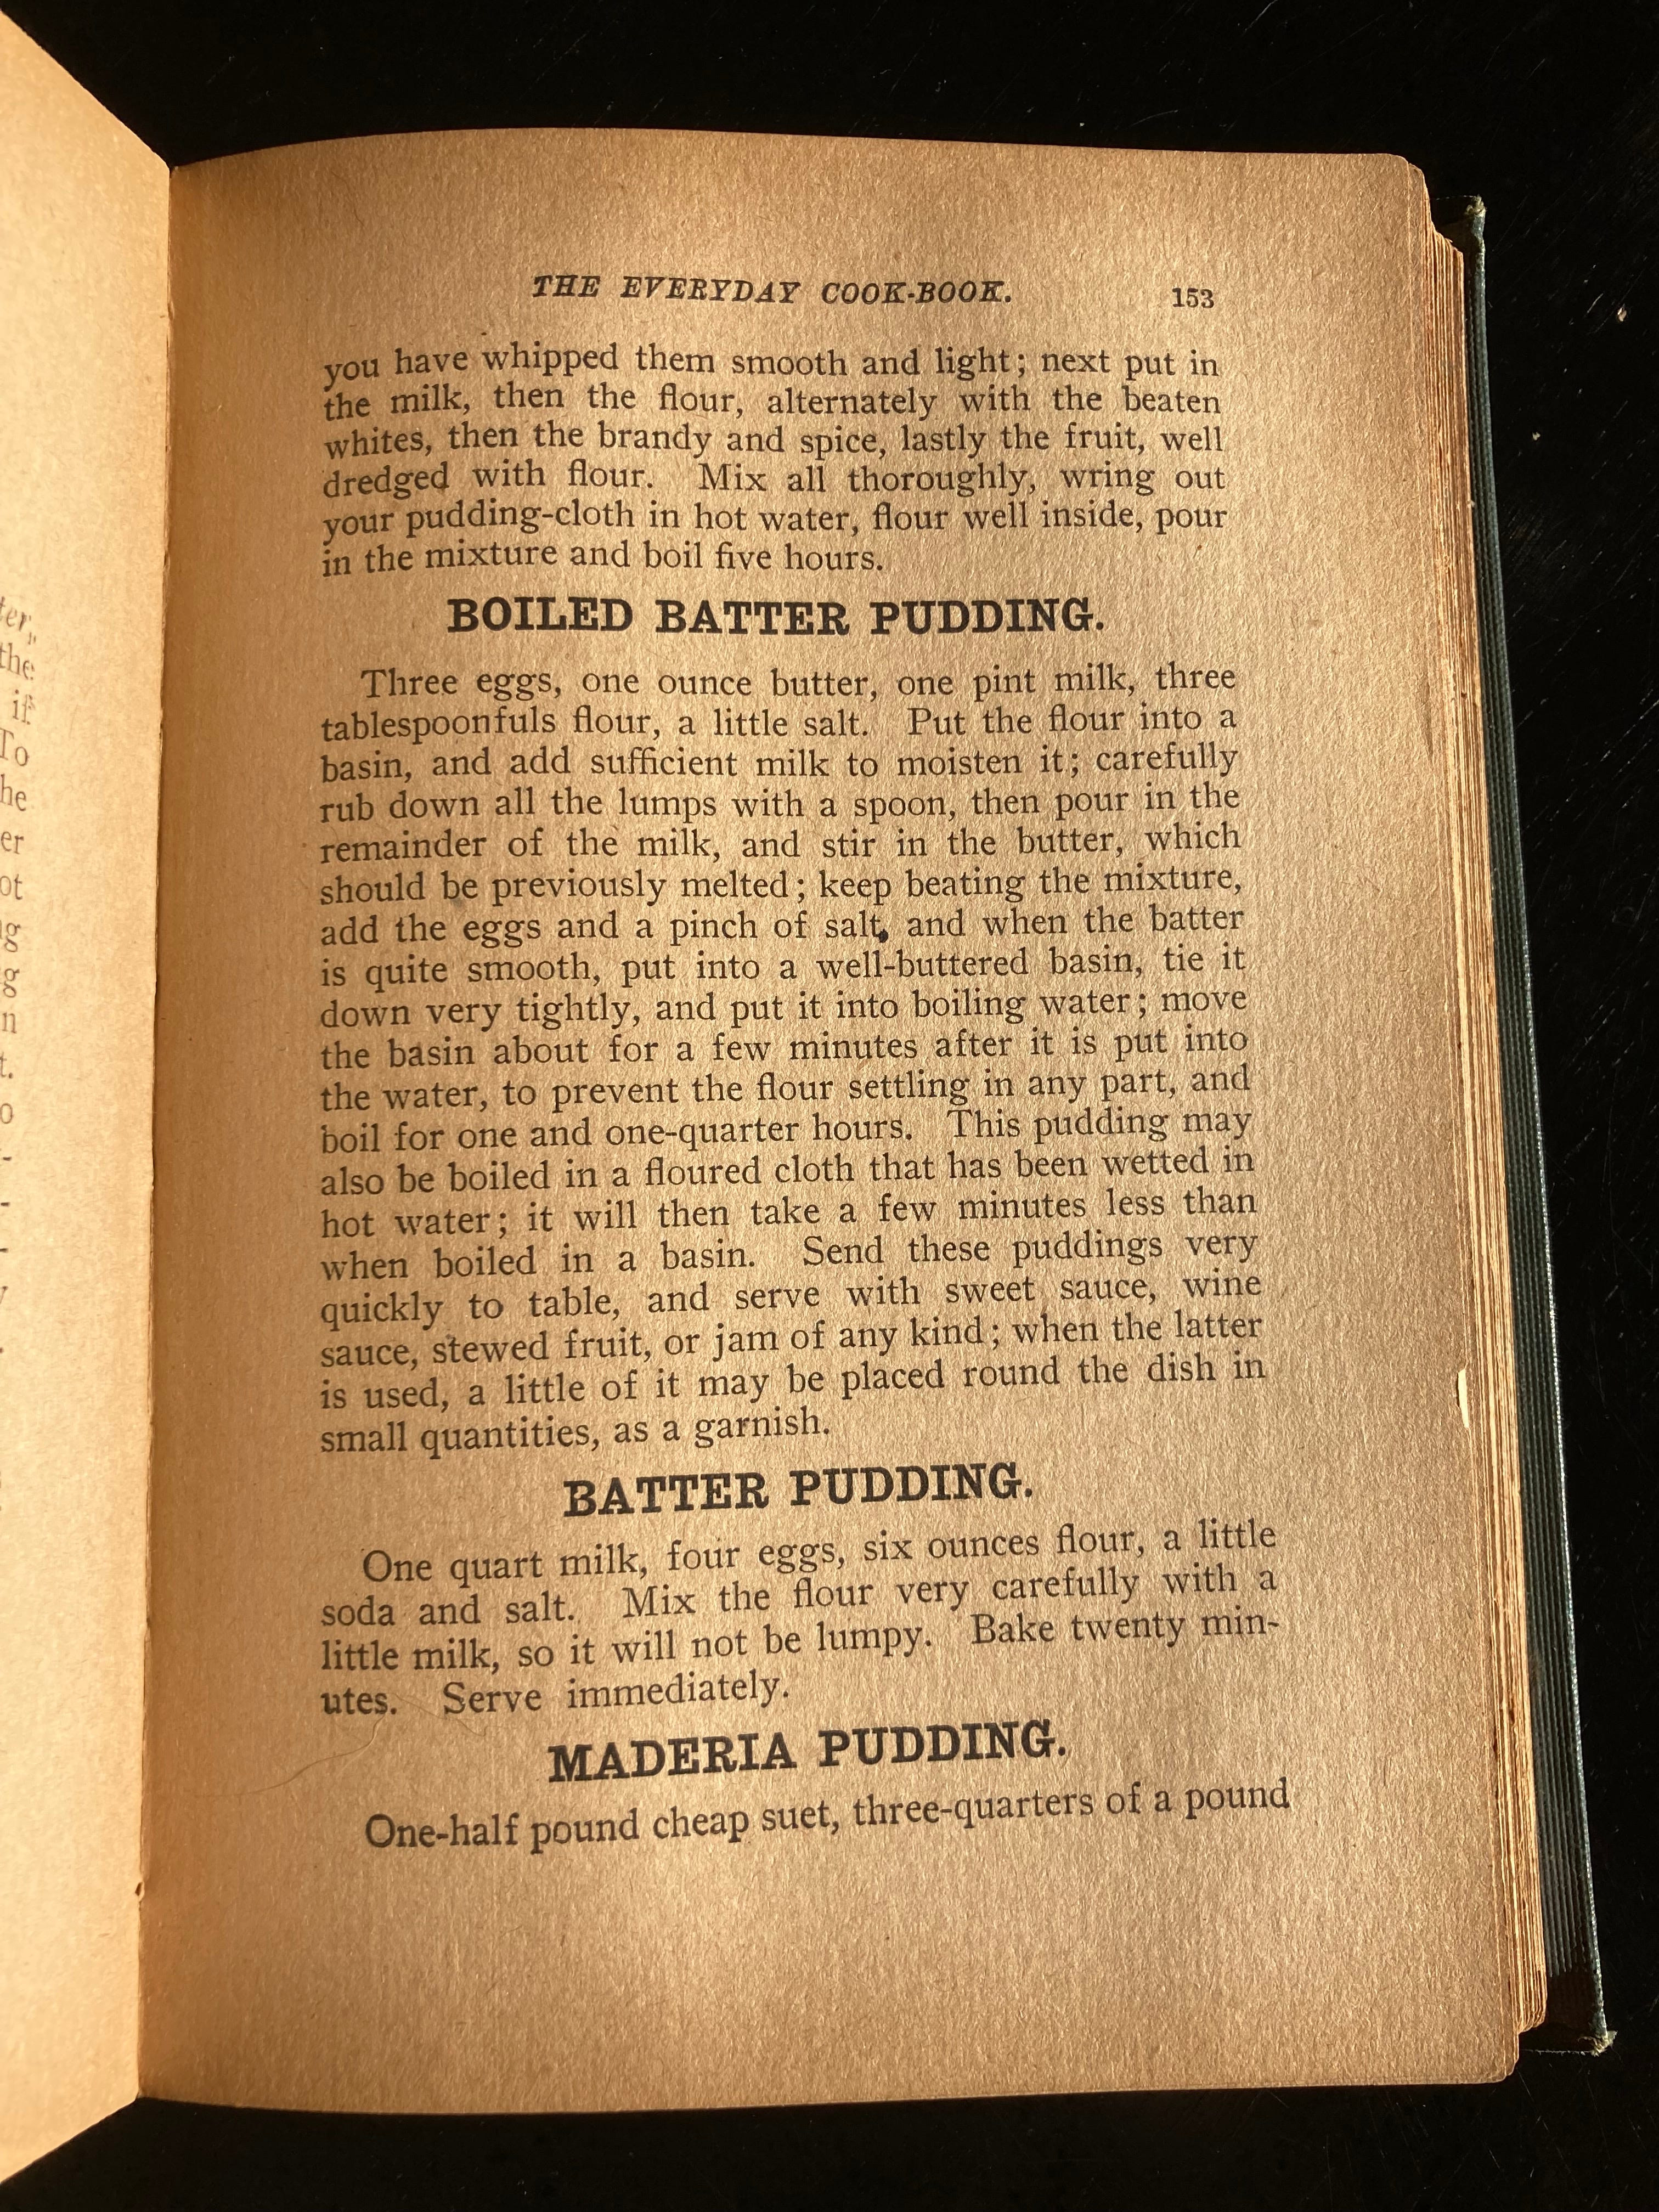 THE EVERYDAY COOK-BOOK. 153
you have whipped them smooth and light; next put in
the milk, then the flour, alternately with the beaten
whites, then the brandy and spice, lastly the fruit, well
dredged with flour. Mix all thoroughly, wring out
your pudding-cloth in hot water, flour well inside, pour
in the mixture and boil five hours.
BOILED BATTER PUDDING.
Three eggs, one ounce butter, one pint milk, three
tablespoonfuls flour, a little salt. Put the flour into a
basin, and add sufficient milk to moisten it; carefully
rub down all the lumps with a spoon, then pour in the
remainder of the milk, and stir in the butter, which
should be previously melted; keep beating the mixture,
add the eggs and a pinch of salt, and when the batter
is quite smooth, put into a well-buttered basin, tie it
down very tightly, and put it into boiling water; move
the basin about for a few minutes after it is put into
the water, to prevent the flour settling in any part, and
boil for one and one-quarter hours. This pudding may
also be boiled in a floured cloth that has been wetted in
hot water; it will then take a few minutes less than
when boiled in a basin. Send these puddings very
quickly to table, and serve with sweet sauce, wine
sauce, stewed fruit, or jam of any kind; when the latter
is used, a little of it may be placed round the dish in
small quantities, as a garnish.
BATTER PUDDING.
One quart milk, four eggs, six ounces flour, a little
soda and salt. Mix the flour very carefully with a
little milk, so it will not be lumpy. Bake twenty min-
utes. Serve immediately.
MADERIA PUDDING.
One-half pound cheap suet, three-quarters of a pound